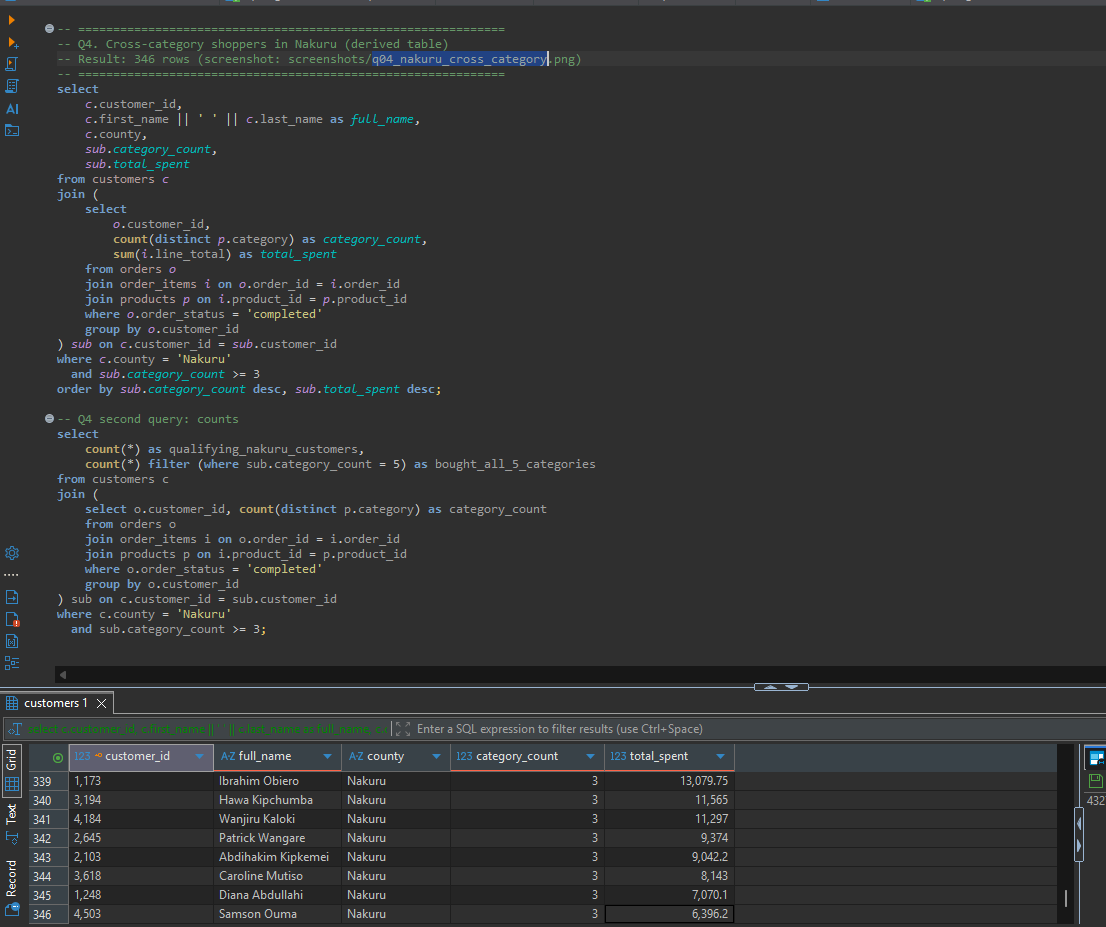 -- =============================================================
-- Q4. Cross-category shoppers in Nakuru (derived table)
-- Result: 346 rows (screenshot: screenshots/q04_nakuru_cross_category.png)
-- =============================================================
select
c.customer_id,
c.first_name || ' ' || c.last_name as full_name,
c.county,
sub.category_count,
sub.total_spent
from customers c
join (
select
o.customer_id,
count(distinct p.category) as category_count,
sum(i.line_total) as total_spent
from orders o
join order_items i on o.order_id = i.order_id
join products p on i.product_id = p.product_id
where o.order_status = 'completed'
group by o.customer_id
) sub on c.customer_id = sub.customer_id
where c.county = 'Nakuru'
and sub.category_count >= 3
order by sub.category_count desc, sub.total_spent desc;
-- Q4 second query: counts
select
count(*) as qualifying_nakuru_customers,
count(*) filter (where sub.category_count = 5) as bought_all_5_categories
from customers c
join (
select o.customer_id, count(distinct p.category) as category_count
from orders o
join order_items i on o.order_id = i.order_id
join products p on i.product_id = p.product_id
where o.order_status = 'completed'
group by o.customer_id
) sub on c.customer_id = sub.customer_id
where c.county = 'Nakuru'
and sub.category_count >= 3;
AI
customers 1
select c.customer_id, c.first_name || ' ' || c.last_name as full_name, c. Enter a SQL expression to filter results (use Ctrl+Space)
Grid
Text
Record
123 customer_id A-Z full_name A-Z county 123 category_count 123 total_spent
339 1,173 Ibrahim Obiero Nakuru 3 13,079.75
340 3,194 Hawa Kipchumba Nakuru 3 11,565
341 4,184 Wanjiru Kaloki Nakuru 3 11,297
342 2,645 Patrick Wangare Nakuru 3 9,374
343 2,103 Abdihakim Kipkemei Nakuru 3 9,042.2
344 3,618 Caroline Mutiso Nakuru 3 8,143
345 1,248 Diana Abdullahi Nakuru 3 7,070.1
346 4,503 Samson Ouma Nakuru 3 6,396.2
432